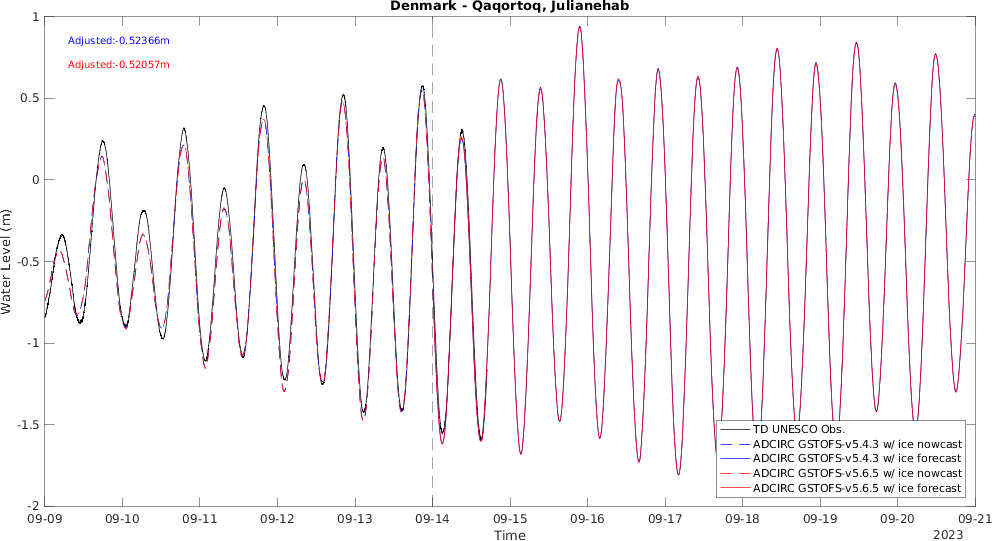 Denmark - Qaqortoq, Julianehab
Adjusted:-0.52366m
Adjusted:-0.52057m
1
0.5
0
-0.5
-1
-1.5
-2
Water Level (m)
TD UNESCO Obs.
ADCIRC GSTOFS-v5.4.3 w/ ice nowcast
ADCIRC GSTOFS-v5.4.3 w/ ice forecast
ADCIRC GSTOFS-v5.6.5 w/ ice nowcast
ADCIRC GSTOFS-v5.6.5 w/ ice forecast
09-09 09-10 09-11 09-12 09-13 09-14 09-15 09-16 09-17 09-18 09-19 09-20 09-21
Time
2023